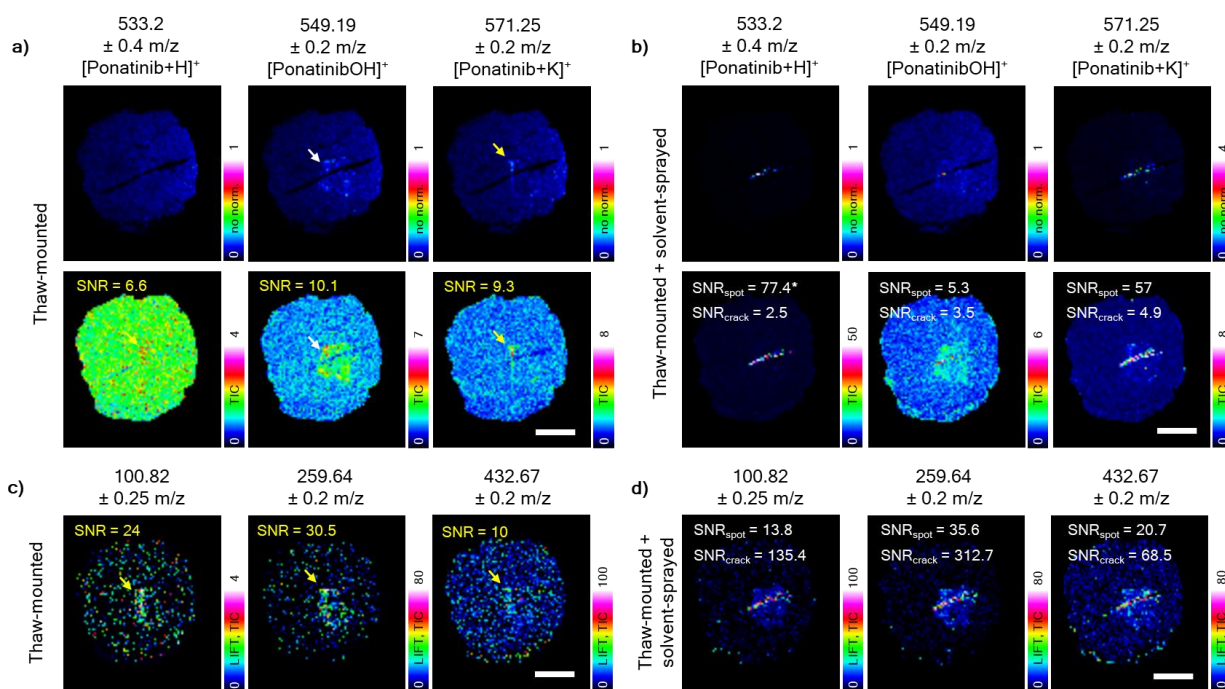 a)
533.2
± 0.4 m/z
[Ponatinib+H]⁺
549.19
± 0.2 m/z
[PonatinibOH]⁺
571.25
± 0.2 m/z
[Ponatinib+K]⁺
Thaw-mounted
0 no norm. 1
0 no norm. 1
0 no norm. 1
SNR = 6.6
0 TIC 4
SNR = 10.1
0 TIC 7
SNR = 9.3
0 TIC 8
b)
533.2
± 0.4 m/z
[Ponatinib+H]⁺
549.19
± 0.2 m/z
[PonatinibOH]⁺
571.25
± 0.2 m/z
[Ponatinib+K]⁺
Thaw-mounted + solvent-sprayed
0 no norm. 1
0 no norm. 1
0 no norm. 4
SNRspot = 77.4*
SNRcrack = 2.5
0 TIC 50
SNRspot = 5.3
SNRcrack = 3.5
0 TIC 6
SNRspot = 57
SNRcrack = 4.9
0 TIC 8
c)
100.82
± 0.25 m/z
259.64
± 0.2 m/z
432.67
± 0.2 m/z
Thaw-mounted
SNR = 24
0 LIFT, TIC 4
SNR = 30.5
0 LIFT, TIC 80
SNR = 10
0 LIFT, TIC 100
d)
100.82
± 0.25 m/z
259.64
± 0.2 m/z
432.67
± 0.2 m/z
Thaw-mounted +
solvent-sprayed
SNRspot = 13.8
SNRcrack = 135.4
0 LIFT, TIC 100
SNRspot = 35.6
SNRcrack = 312.7
0 LIFT, TIC 80
SNRspot = 20.7
SNRcrack = 68.5
0 LIFT, TIC 80